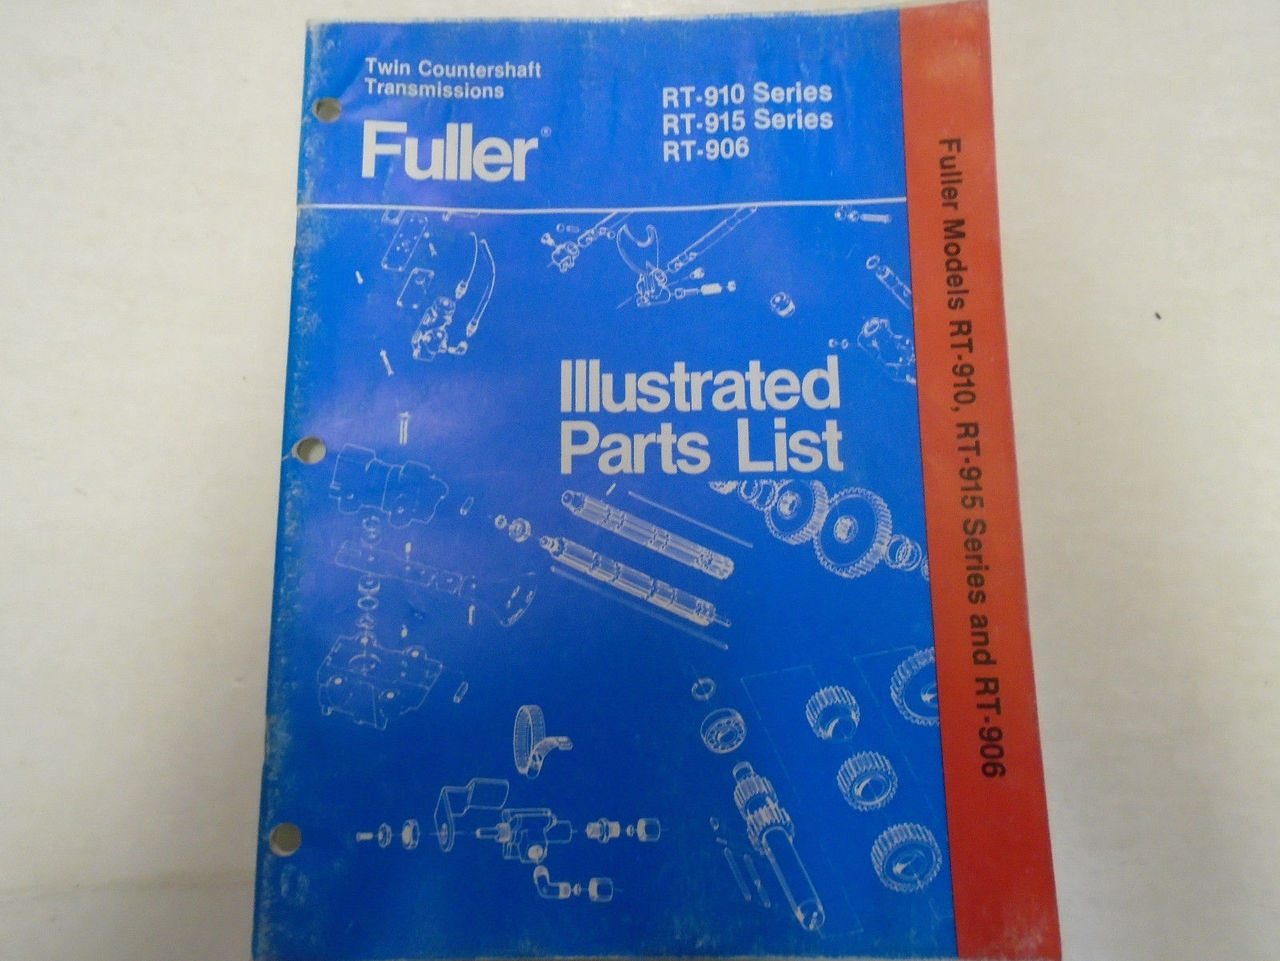 Twin Countershaft
Transmissions
Fuller®
RT-910 Series
RT-915 Series
RT-906
Illustrated
Parts List
Fuller Models RT-910, RT-915 Series and RT-906